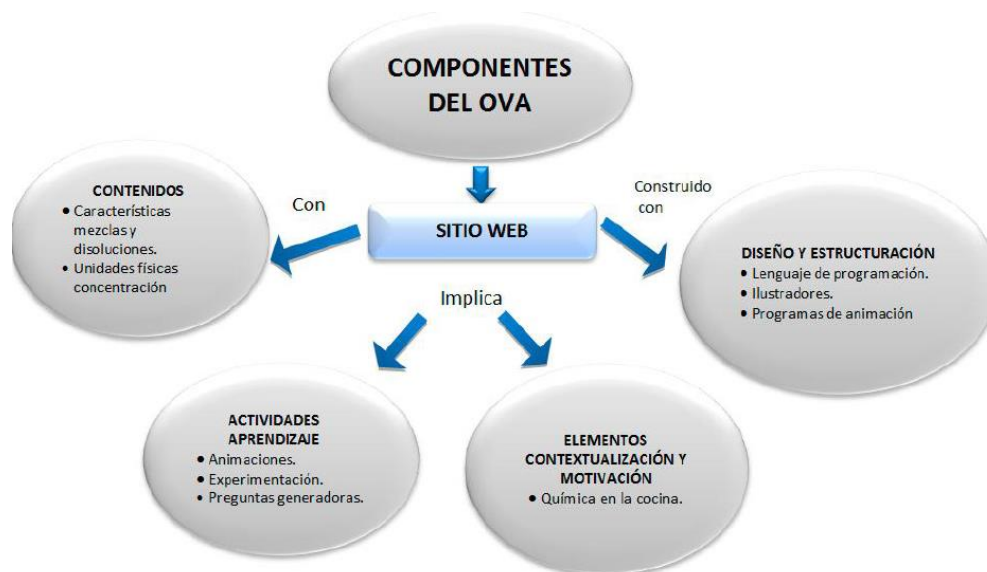 COMPONENTES
DEL OVA
CONTENIDOS
• Características
mezclas y
disoluciones.
• Unidades físicas
concentración
Con
SITIO WEB
Construido
con
DISEÑO Y ESTRUCTURACIÓN
• Lenguaje de programación.
• Ilustradores.
• Programas de animación
Implica
ACTIVIDADES
APRENDIZAJE
• Animaciones.
• Experimentación.
• Preguntas generadoras.
ELEMENTOS
CONTEXTUALIZACIÓN Y
MOTIVACIÓN
• Química en la cocina.